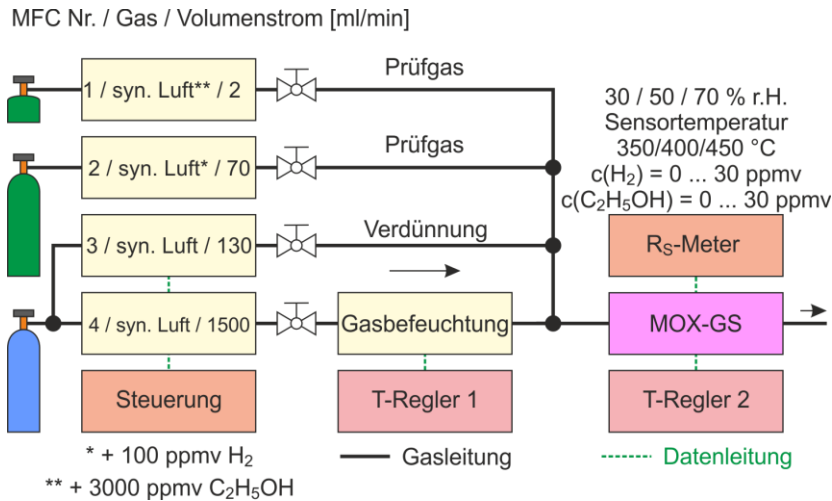 MFC Nr. / Gas / Volumenstrom [ml/min]
1 / syn. Luft** / 2
Prüfgas
2 / syn. Luft* / 70
Prüfgas
3 / syn. Luft / 130
Verdünnung
4 / syn. Luft / 1500
Gasbefeuchtung
Steuerung
T-Regler 1
30 / 50 / 70 % r.H.
Sensortemperatur
350/400/450 °C
c(H₂) = 0 ... 30 ppmv
c(C₂H₅OH) = 0 ... 30 ppmv
R_S-Meter
MOX-GS
T-Regler 2
* + 100 ppmv H₂
** + 3000 ppmv C₂H₅OH
Gasleitung
Datenleitung